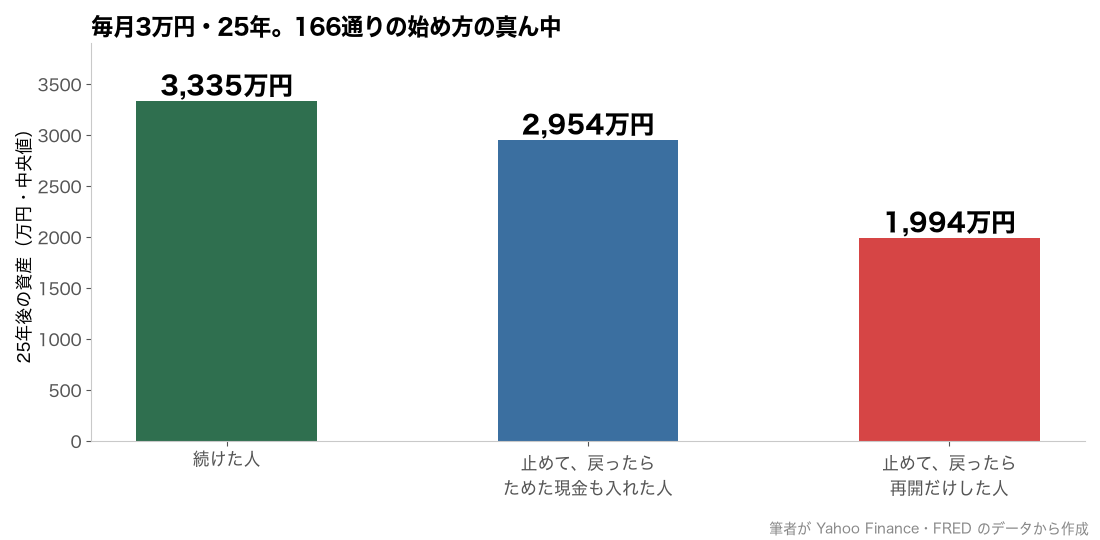 毎月3万円・25年。166通りの始め方の真ん中
25年後の資産（万円・中央値）
3500
3000
2500
2000
1500
1000
500
0
3,335万円
2,954万円
1,994万円
続けた人
止めて、戻ったら
ためた現金も入れた人
止めて、戻ったら
再開だけした人
筆者が Yahoo Finance・FRED のデータから作成